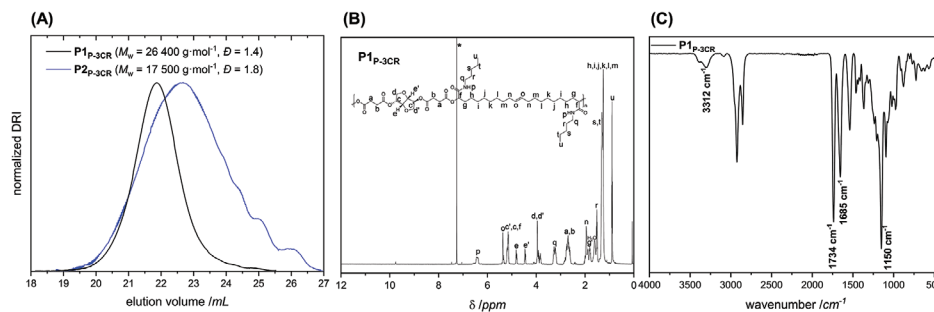 (A)
P1P-3CR (Mw = 26 400 g·mol-1, Đ = 1.4)
P2P-3CR (Mw = 17 500 g·mol-1, Đ = 1.8)
normalized DRI
18 19 20 21 22 23 24 25 26 27
elution volume /mL
(B)
P1P-3CR
*
h,i,j,k,l,m
u
s,t
r
n
a,b
q
d,d'
e'
e
c',c,f
o
p
12 10 8 6 4 2 0
δ /ppm
(C)
P1P-3CR
3312 cm-1
1734 cm-1
1685 cm-1
1150 cm-1
4000 3500 3000 2500 2000 1500 1000
wavenumber /cm-1